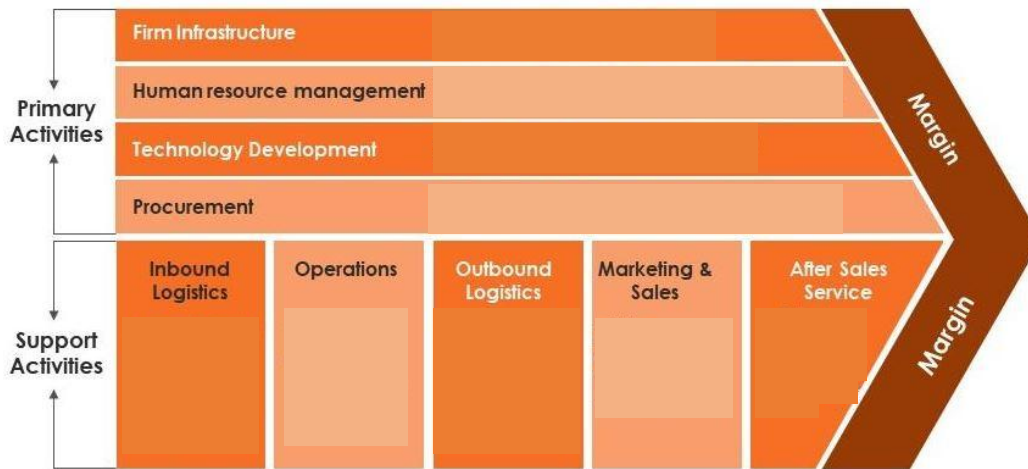 Firm Infrastructure
Human resource management
Technology Development
Procurement
Primary
Activities
Margin
Inbound
Logistics
Operations
Outbound
Logistics
Marketing &
Sales
After Sales
Service
Support
Activities
Margin